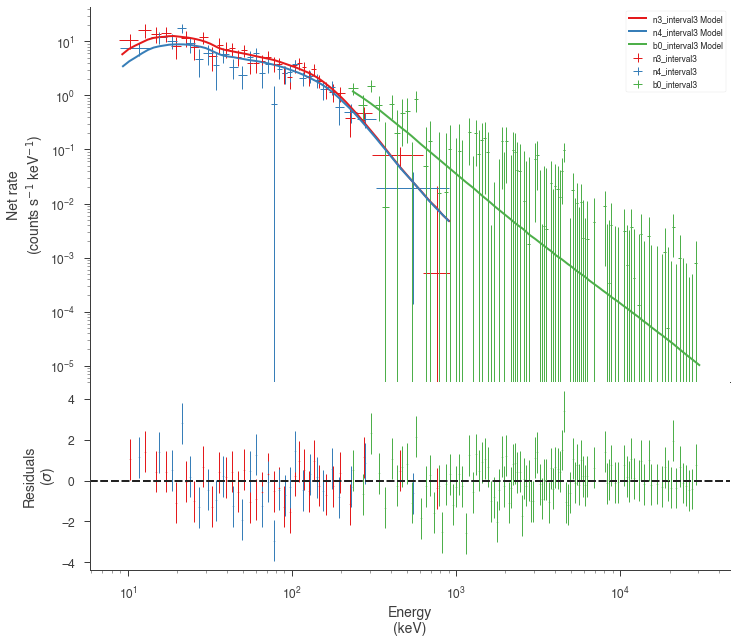 n3_interval3 Model
n4_interval3 Model
b0_interval3 Model
n3_interval3
n4_interval3
b0_interval3
Net rate
(counts s⁻¹ keV⁻¹)
10¹
10⁰
10⁻¹
10⁻²
10⁻³
10⁻⁴
10⁻⁵
Residuals
(σ)
4
2
0
−2
−4
10¹ 10² 10³ 10⁴
Energy
(keV)